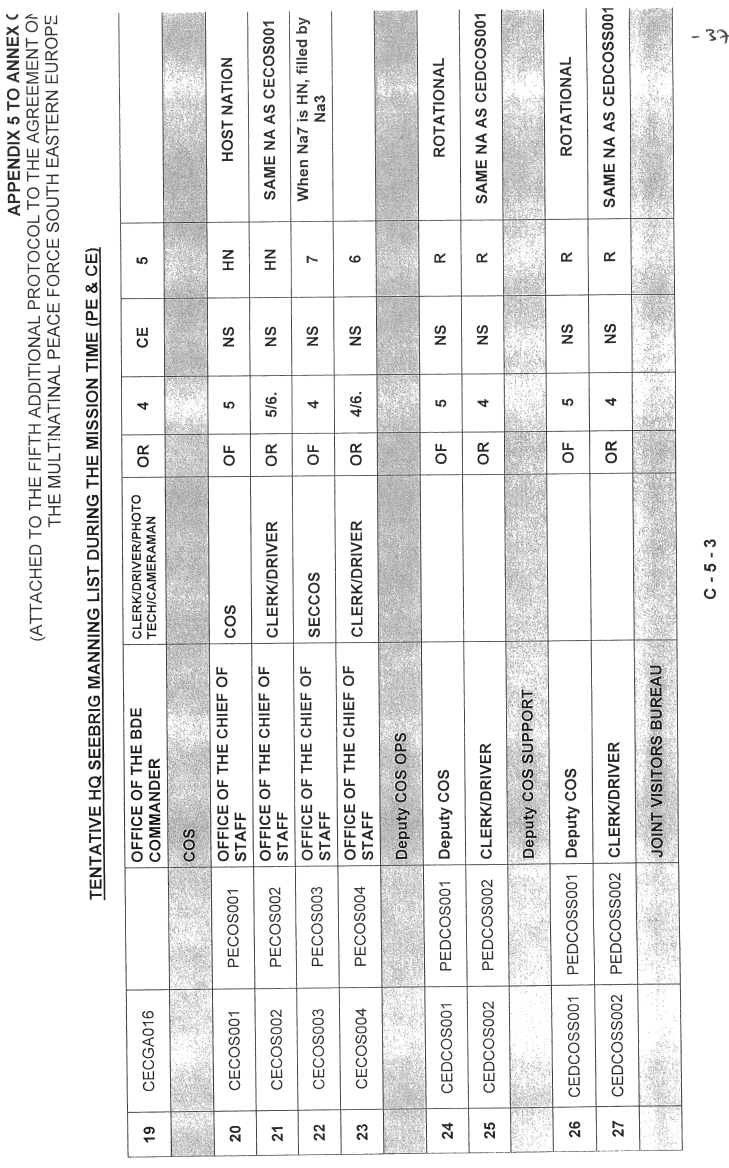 APPENDIX 5 TO ANNEX C
(ATTACHED TO THE FIFTH ADDITIONAL PROTOCOL TO THE AGREEMENT ON
THE MULTINATINAL PEACE FORCE SOUTH EASTERN EUROPE
TENTATIVE HQ SEEBRIG MANNING LIST DURING THE MISSION TIME (PE & CE)
19 CECGA016 OFFICE OF THE BDE COMMANDER CLERK/DRIVER/PHOTO TECH/CAMERAMAN OR 4 CE 5
COS
20 CECOS001 PECOS001 OFFICE OF THE CHIEF OF STAFF COS OF 5 NS HN HOST NATION
21 CECOS002 PECOS002 OFFICE OF THE CHIEF OF STAFF CLERK/DRIVER OR 5/6. NS HN SAME NA AS CECOS001
22 CECOS003 PECOS003 OFFICE OF THE CHIEF OF STAFF SECCOS OF 4 NS 7 When Na7 is HN, filled by Na3
23 CECOS004 PECOS004 OFFICE OF THE CHIEF OF STAFF CLERK/DRIVER OR 4/6. NS 6
Deputy COS OPS
24 CEDCOS001 PEDCOS001 Deputy COS OF 5 NS R ROTATIONAL
25 CEDCOS002 PEDCOS002 CLERK/DRIVER OR 4 NS R SAME NA AS CEDCOS001
Deputy COS SUPPORT
26 CEDCOSS001 PEDCOSS001 Deputy COS OF 5 NS R ROTATIONAL
27 CEDCOSS002 PEDCOSS002 CLERK/DRIVER OR 4 NS R SAME NA AS CEDCOSS001
JOINT VISITORS BUREAU
C - 5 - 3
- 37